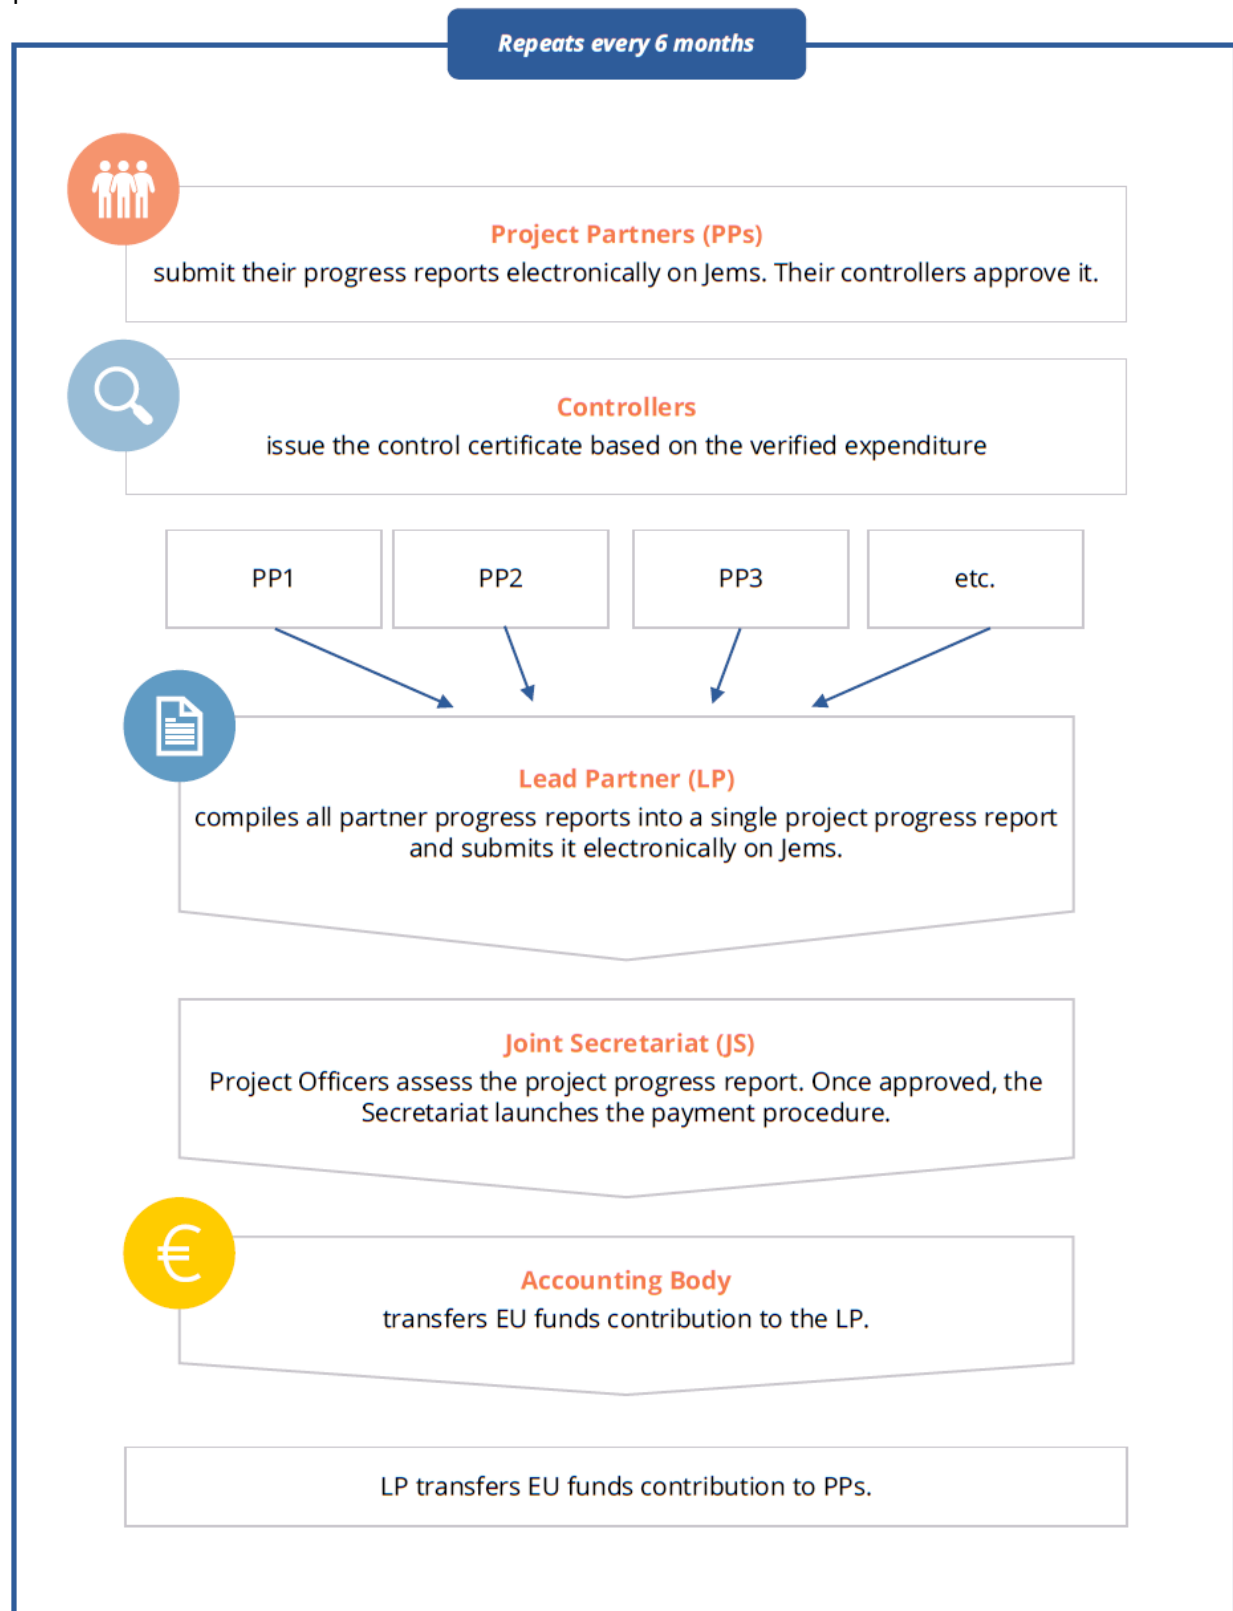 Repeats every 6 months
Project Partners (PPs)
submit their progress reports electronically on Jems. Their controllers approve it.
Controllers
issue the control certificate based on the verified expenditure
PP1
PP2
PP3
etc.
Lead Partner (LP)
compiles all partner progress reports into a single project progress report
and submits it electronically on Jems.
Joint Secretariat (JS)
Project Officers assess the project progress report. Once approved, the
Secretariat launches the payment procedure.
€
Accounting Body
transfers EU funds contribution to the LP.
LP transfers EU funds contribution to PPs.